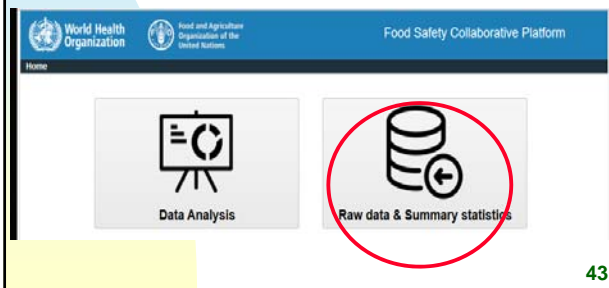 World Health
Organization
Food and Agriculture
Organization of the
United Nations
Food Safety Collaborative Platform
Home
Data Analysis
Raw data & Summary statistics
43